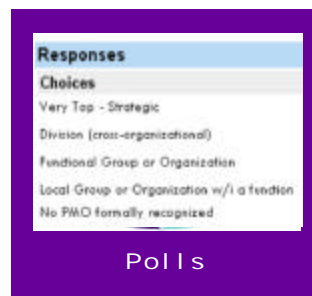 Responses
Choices
Very Top - Strategic
Division (cross-organizational)
Functional Group or Organization
Local Group or Organization w/i a function
No PMO formally recognized
Polls